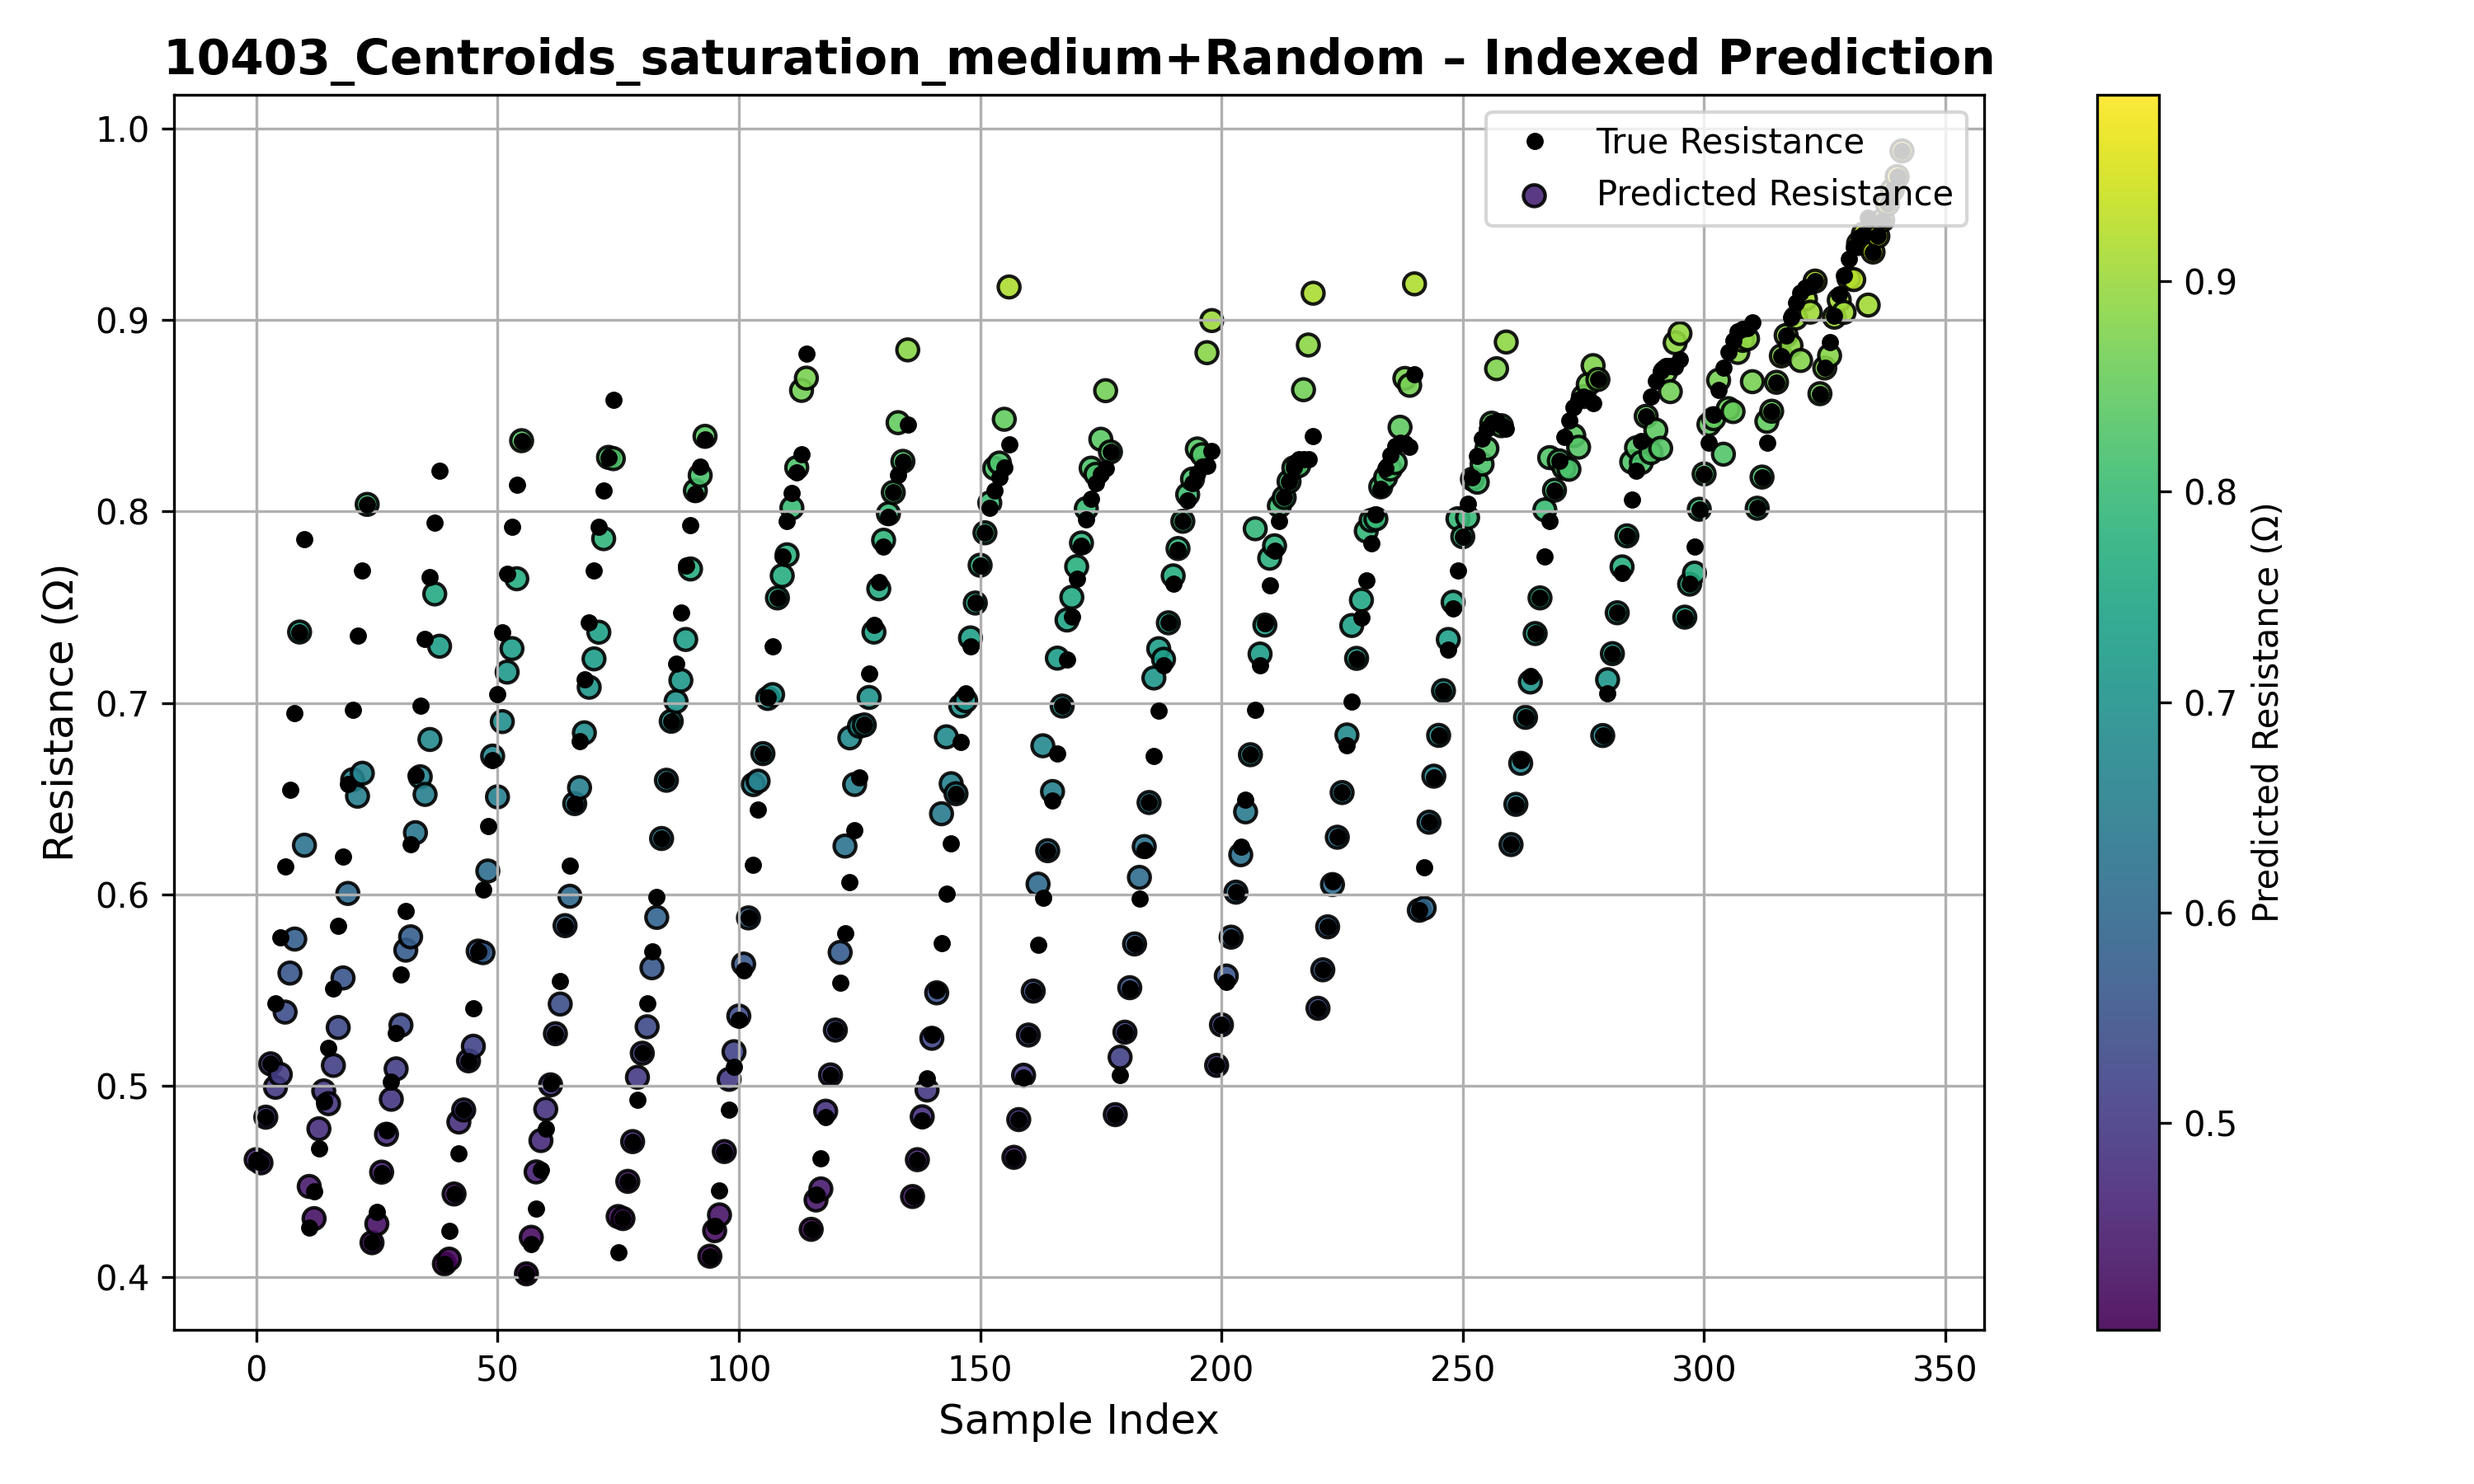 10403_Centroids_saturation_medium+Random – Indexed Prediction
True Resistance
Predicted Resistance
Resistance (Ω)
1.0
0.9
0.8
0.7
0.6
0.5
0.4
0 50 100 150 200 250 300 350
Sample Index
0.9
0.8
0.7
0.6
0.5
Predicted Resistance (Ω)